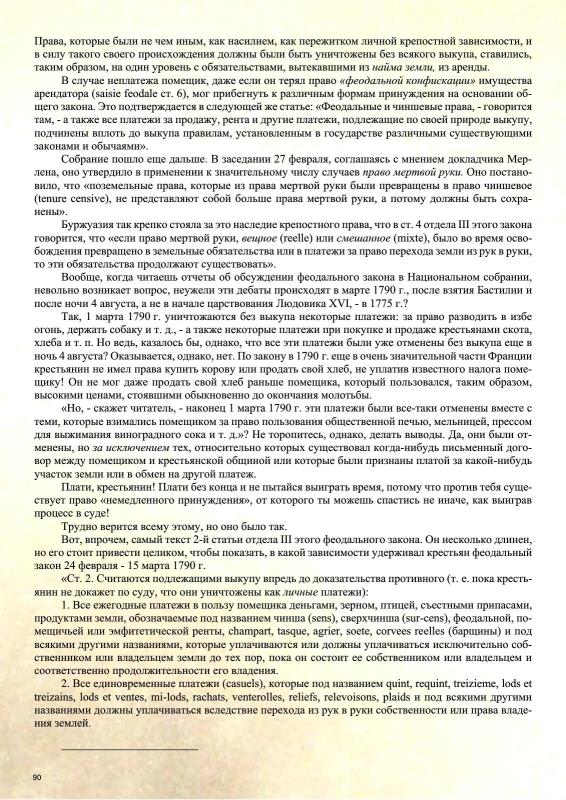 Права, которые были не чем иным, как насилием, как пережитком личной крепостной зависимости, и
в силу такого своего происхождения должны были быть уничтожены без всякого выкупа, ставились,
таким образом, на один уровень с обязательствами, вытекавшими из найма земли, из аренды.
В случае неплатежа помещик, даже если он терял право «феодальной конфискации» имущества
арендатора (saisie feodale ст. 6), мог прибегнуть к различным формам принуждения на основании об-
щего закона. Это подтверждается в следующей же статье: «Феодальные и чиншевые права, - говорится
там, - а также все платежи за продажу, рента и другие платежи, подлежащие по своей природе выкупу,
подчинены вплоть до выкупа правилам, установленным в государстве различными существующими
законами и обычаями».
Собрание пошло еще дальше. В заседании 27 февраля, соглашаясь с мнением докладчика Мер-
лена, оно утвердило в применении к значительному числу случаев право мертвой руки. Оно постано-
вило, что «поземельные права, которые из права мертвой руки были превращены в право чиншевое
(tenure censive), не представляют собой больше права мертвой руки, а потому должны быть сохра-
нены».
Буржуазия так крепко стояла за это наследие крепостного права, что в ст. 4 отдела III этого закона
говорится, что «если право мертвой руки, вещное (reelle) или смешанное (mixte), было во время осво-
бождения превращено в земельные обязательства или в платежи за права перехода земли из рук в руки,
то эти обязательства продолжают существовать».
Вообще, когда читаешь отчеты об обсуждении феодального закона в Национальном собрании,
невольно возникает вопрос, неужели эти дебаты происходят в марте 1790 г., после взятия Бастилии и
после ночи 4 августа, а не в начале царствования Людовика XVI, - в 1775 г.?
Так, 1 марта 1790 г. уничтожаются без выкупа некоторые платежи: за право разводить в избе
огонь, держать собаку и т. д., - а также некоторые платежи при покупке и продаже крестьянами скота,
хлеба и т. п. Но ведь, казалось бы, однако, что все эти платежи были уже отменены без выкупа еще в
ночь 4 августа? Оказывается, однако, нет. По закону в 1790 г. еще в очень значительной части Франции
крестьянин не имел права купить корову или продать свой хлеб, не уплатив известного налога поме-
щику! Он не мог даже продать свой хлеб раньше помещика, который пользовался, таким образом,
высокими ценами, стоявшими обыкновенно до окончания молотьбы.
«Но, - скажет читатель, - наконец 1 марта 1790 г. эти платежи были все-таки отменены вместе с
теми, которые взимались помещиком за право пользования общественной печью, мельницей, прессом
для выжимания виноградного сока и т. д.»? Не торопитесь, однако, делать выводы. Да, они были от-
менены, но за исключением тех, относительно которых существовал когда-нибудь письменный дого-
вор между помещиком и крестьянской общиной или которые были признаны платой за какой-нибудь
участок земли или в обмен на другой платеж.
Плати, крестьянин! Плати без конца и не пытайся выиграть время, потому что против тебя суще-
ствует право «немедленного принуждения», от которого ты можешь спастись не иначе, как выиграв
процесс в суде!
Трудно верится всему этому, но оно было так.
Вот, впрочем, самый текст 2-й статьи отдела III этого феодального закона. Он несколько длинен,
но его стоит привести целиком, чтобы показать, в какой зависимости удерживал крестьян феодальный
закон 24 февраля - 15 марта 1790 г.
«Ст. 2. Считаются подлежащими выкупу впредь до доказательства противного (т. е. пока кресть-
янин не докажет по суду, что они уничтожены как личные платежи):
1. Все ежегодные платежи в пользу помещика деньгами, зерном, птицей, съестными припасами,
продуктами земли, обозначаемые под названием чинша (sens), сверхчинша (sur-cens), феодальной, по-
мещичьей или эмфитетической ренты, champart, tasque, agrier, soete, corvees reelles (барщины) и под
всякими другими названиями, которые уплачиваются или должны уплачиваться исключительно соб-
ственником или владельцем земли до тех пор, пока он состоит ее собственником или владельцем и
соответственно продолжительности его владения.
2. Все единовременные платежи (casuels), которые под названием quint, requint, treizieme, lods et
treizains, lods et ventes, mi-lods, rachats, venterolles, reliefs, relevoisons, plaids и под всякими другими
названиями должны уплачиваться вследствие перехода из рук в руки собственности или права владе-
ния землей.
90